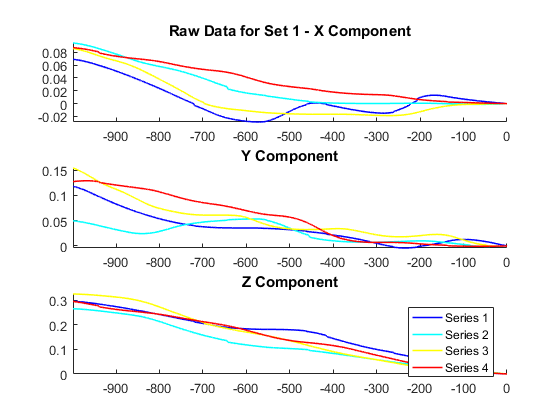 Raw Data for Set 1 - X Component
0.08
0.06
0.04
0.02
0
-0.02
-900 -800 -700 -600 -500 -400 -300 -200 -100 0
Y Component
0.15
0.1
0.05
0
-900 -800 -700 -600 -500 -400 -300 -200 -100 0
Z Component
0.3
0.2
0.1
0
Series 1
Series 2
Series 3
Series 4
-900 -800 -700 -600 -500 -400 -300 -200 -100 0